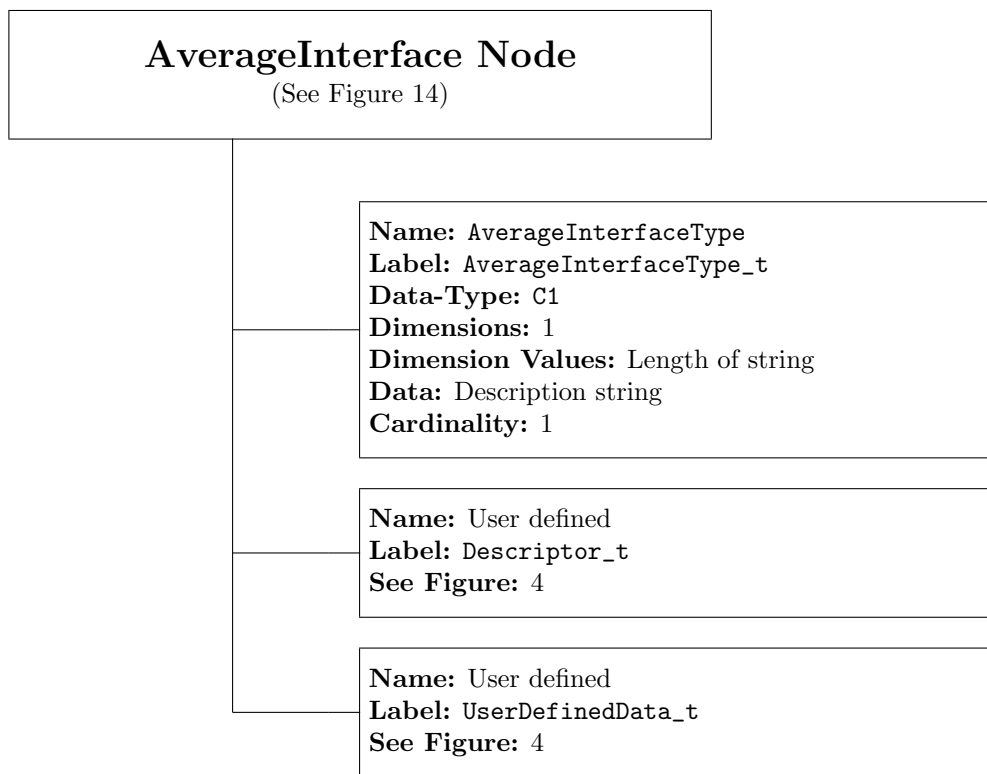 AverageInterface Node
(See Figure 14)
Name: AverageInterfaceType
Label: AverageInterfaceType_t
Data-Type: C1
Dimensions: 1
Dimension Values: Length of string
Data: Description string
Cardinality: 1
Name: User defined
Label: Descriptor_t
See Figure: 4
Name: User defined
Label: UserDefinedData_t
See Figure: 4